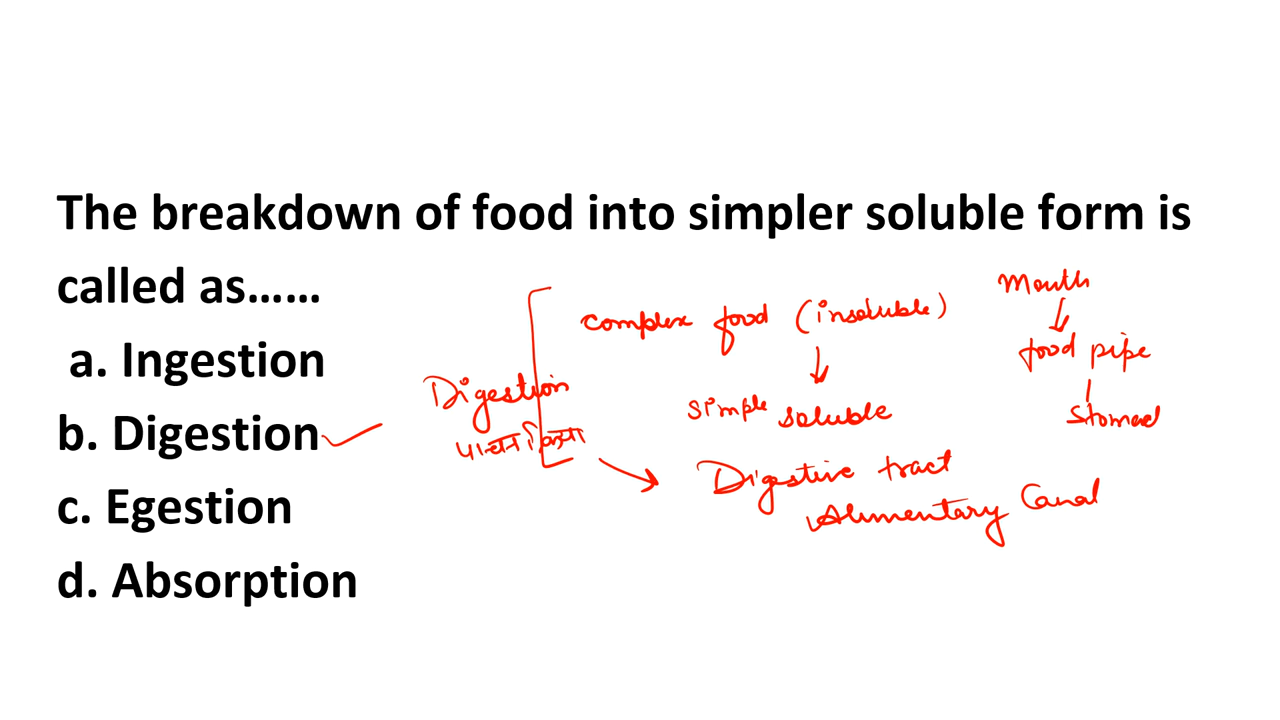 The breakdown of food into simpler soluble form is
called as……
a. Ingestion
b. Digestion
c. Egestion
d. Absorption
Digestion
पाचन क्रिया
complex food (insoluble)
simple soluble
Digestive tract
Alimentary Canal
Mouth
food pipe